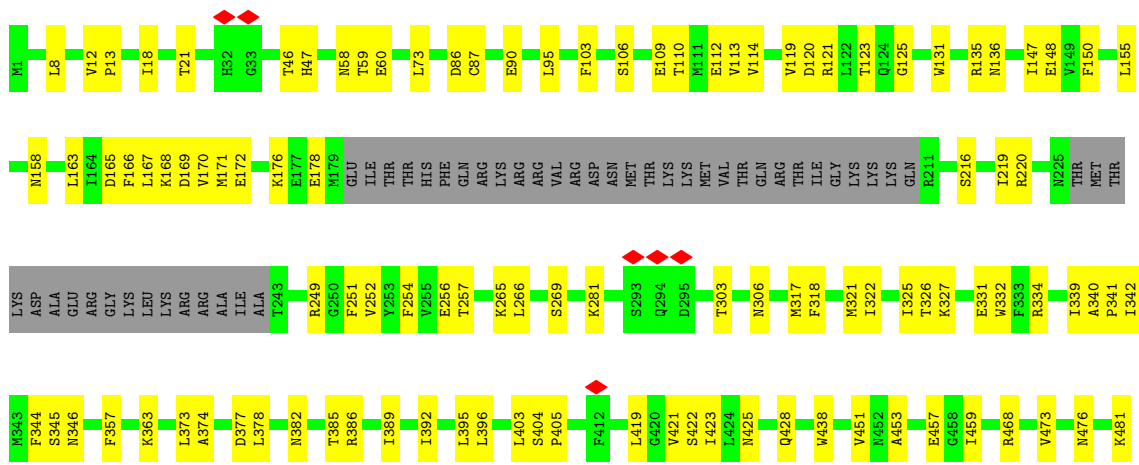 M1 L8 V12 P13 I18 T21 H32 G33 T46 H47 N58 T59 E60 L73 D86 C87 E90 L95 F103 S106 E109 T110 M111 E112 V113 V114 V119 D120 R121 L122 T123 Q124 G125 W131 R135 N136 I147 E148 V149 F150 L155
N158 L163 I164 D165 F166 L167 K168 D169 V170 M171 E172 K176 E177 E178 M179 GLU ILE THR THR HIS PHE GLN ARG LYS ARG ARG VAL ARG ASP ASN MET THR LYS LYS MET VAL THR GLN ARG THR ILE GLY LYS LYS LYS GLN R211 S216 I219 R220 N225 THR MET THR
LYS ASP ALA GLU ARG GLY LYS LEU LYS ARG ARG ALA ILE ALA T243 R249 G250 F251 V252 Y253 F254 V255 E256 T257 K265 L266 S269 K281 S293 Q294 D295 T303 N306 M317 F318 M321 I322 I325 T326 K327 E331 W332 F333 R334 I339 A340 P341 I342
M343 F344 S345 N346 F357 K363 L373 A374 D377 L378 N382 T385 R386 I389 I392 L395 L396 L403 S404 P405 F412 L419 G420 V421 S422 I423 L424 N425 Q428 W438 V451 N452 A453 E457 G458 I459 R468 V473 N476 K481